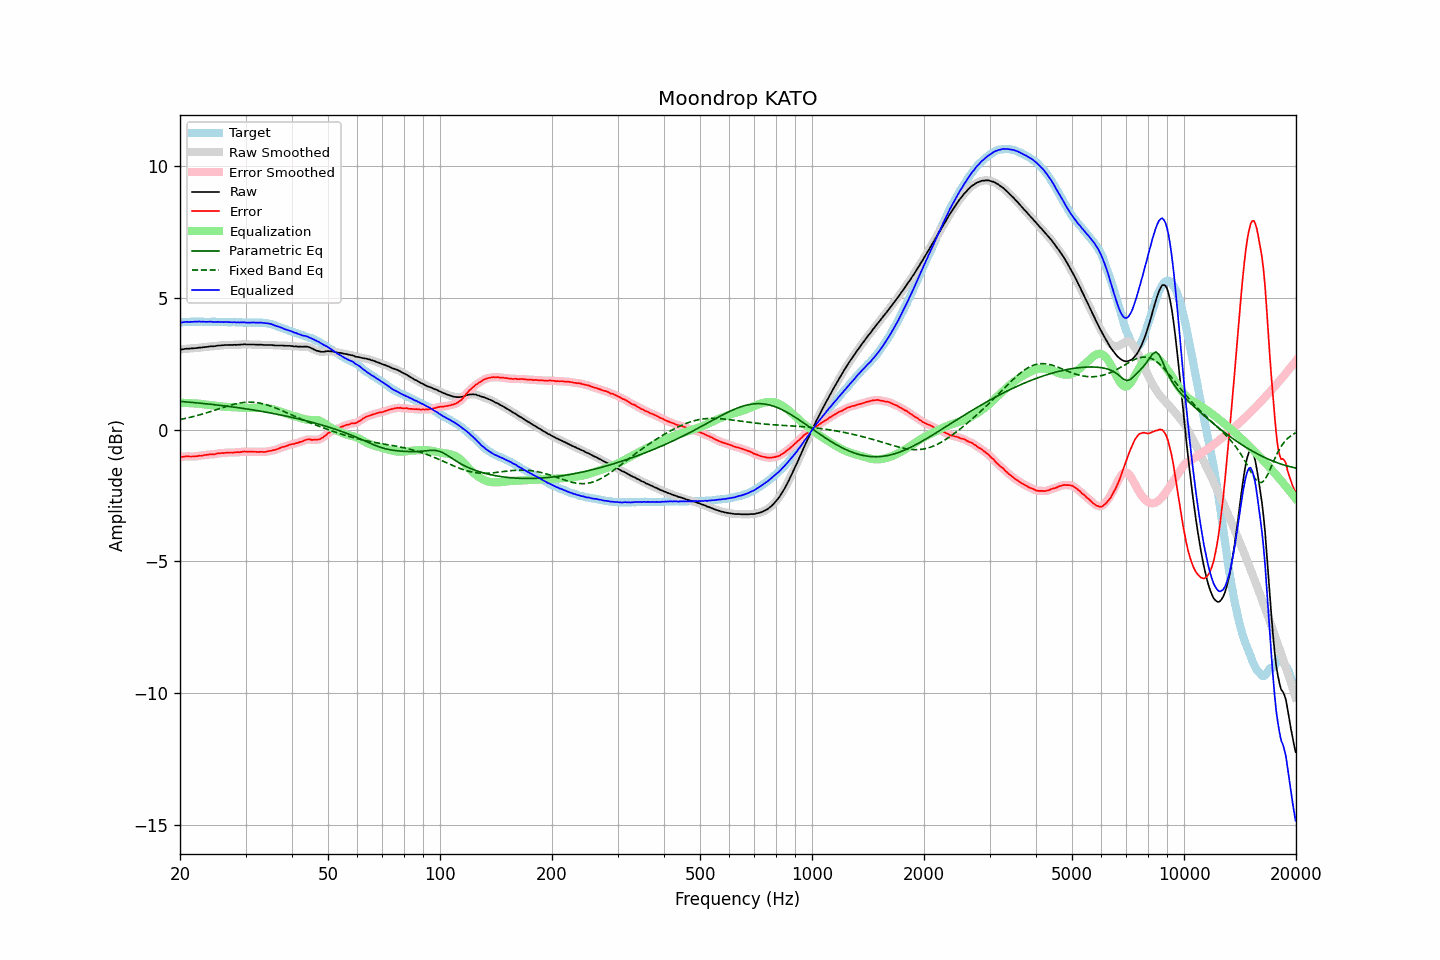 Moondrop KATO
Target
Raw Smoothed
Error Smoothed
Raw
Error
Equalization
Parametric Eq
Fixed Band Eq
Equalized
10
5
0
−5
−10
−15
Amplitude (dBr)
20 50 100 200 500 1000 2000 5000 10000 20000
Frequency (Hz)